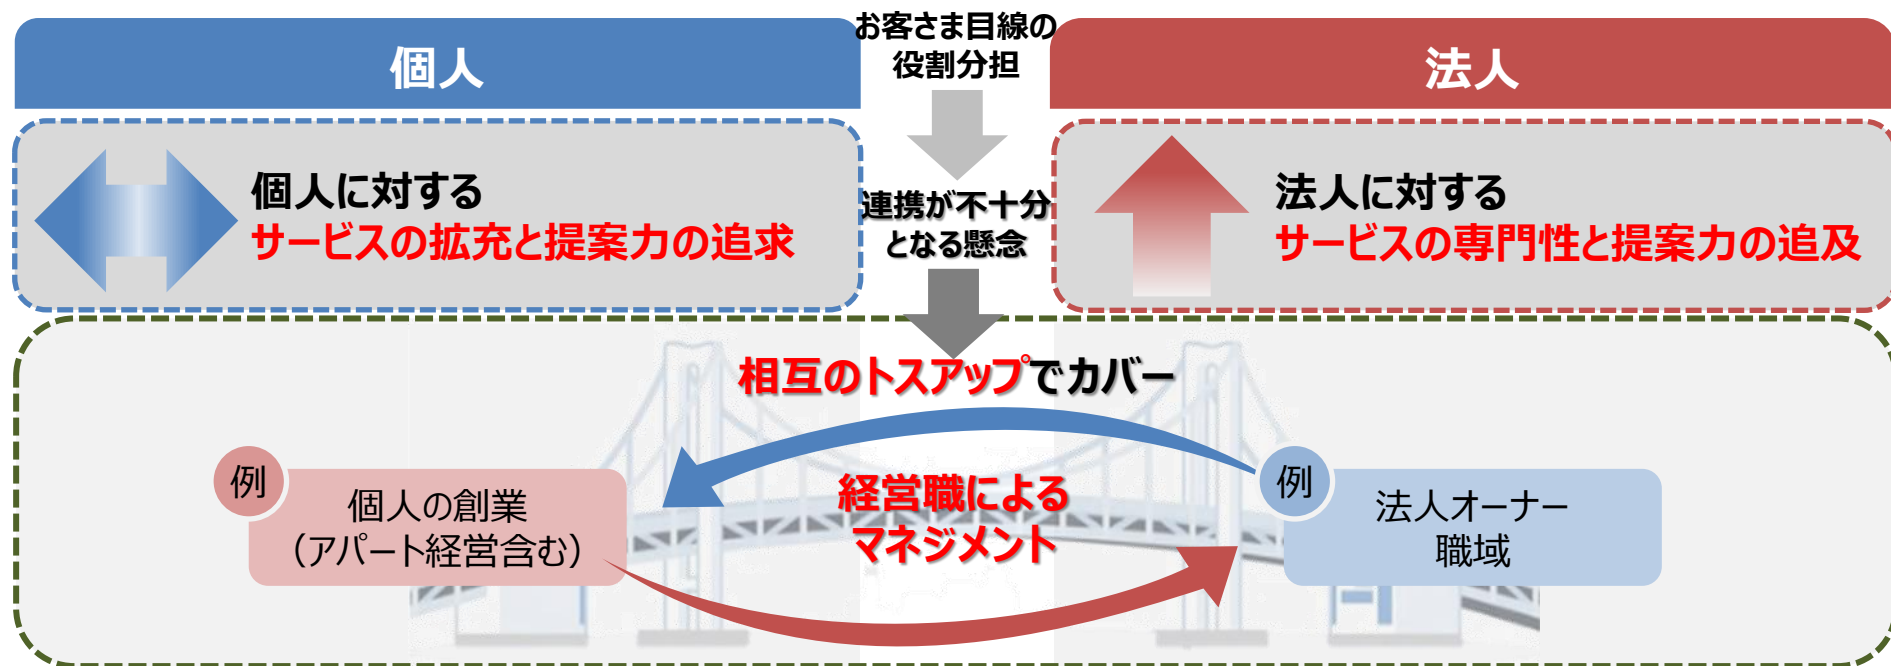 個人
お客さま目線の
役割分担
法人
個人に対する
サービスの拡充と提案力の追求
連携が不十分
となる懸念
法人に対する
サービスの専門性と提案力の追及
相互のトスアップでカバー
例
個人の創業
（アパート経営含む）
経営職による
マネジメント
例
法人オーナー
職域